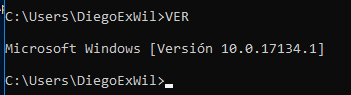 C:\Users\DiegoExWil>VER
Microsoft Windows [Versión 10.0.17134.1]
C:\Users\DiegoExWil>